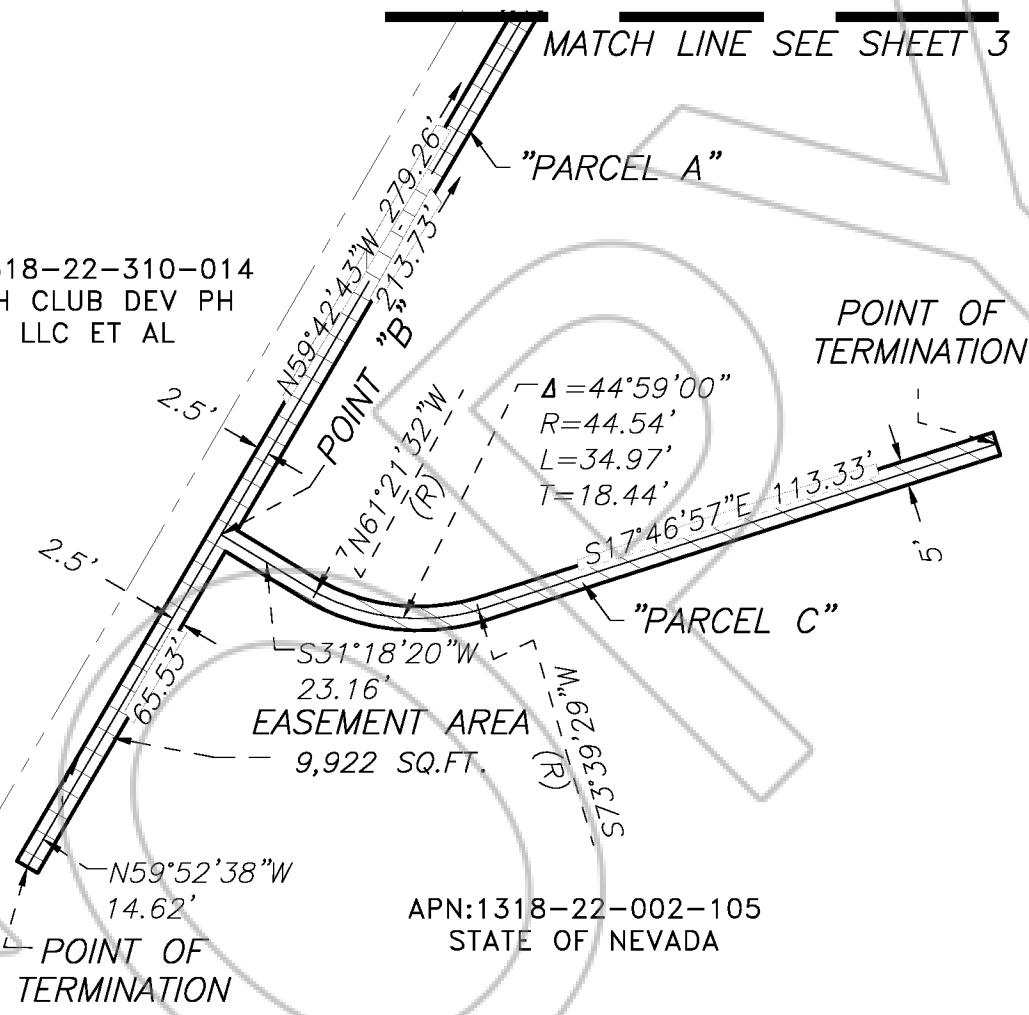 MATCH LINE SEE SHEET 3
"PARCEL A"
N59°42'43"W 279.26'
213.73'
18-22-310-014
H CLUB DEV PH
LLC ET AL
POINT "B"
2.5'
POINT OF
TERMINATION
Δ=44°59'00"
R=44.54'
L=34.97'
T=18.44'
N61°21'32"W
(R)
S17°46'57"E 113.33'
5'
2.5'
"PARCEL C"
S31°18'20"W
23.16'
65.53'
EASEMENT AREA
9,922 SQ.FT.
S73°39'29"W
(R)
N59°52'38"W
14.62'
APN:1318-22-002-105
STATE OF NEVADA
POINT OF
TERMINATION